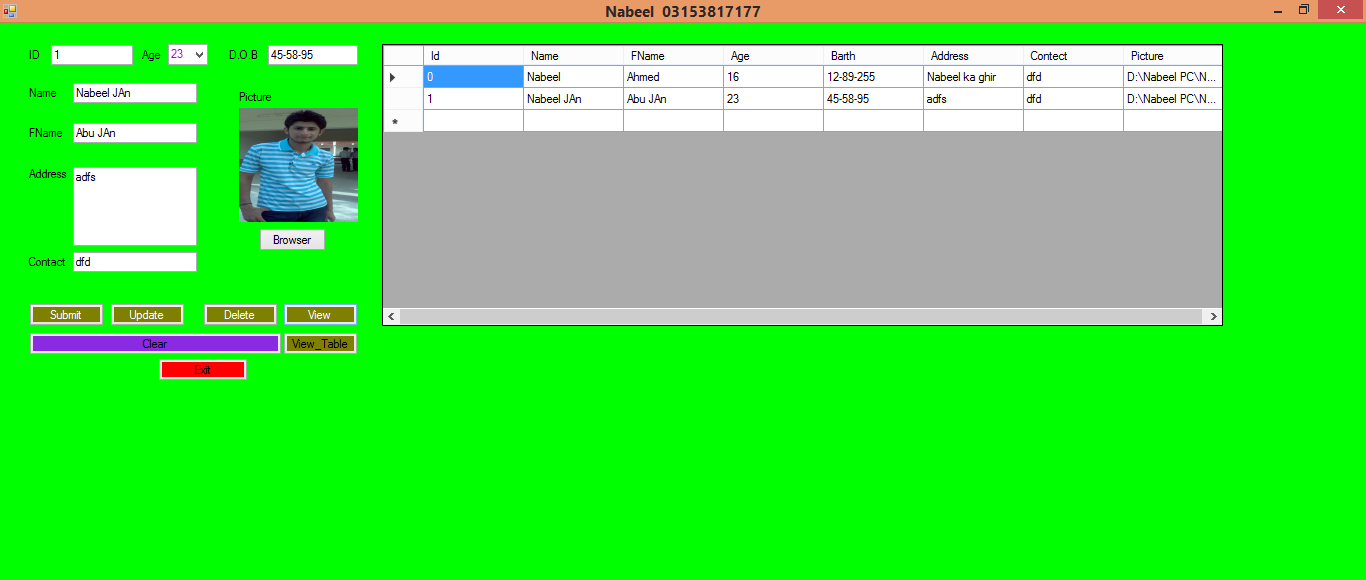 Nabeel 03153817177
ID 1 Age 23 D.O.B 45-58-95
Name Nabeel JAn
Picture
FName Abu JAn
Address adfs
Browser
Contact dfd
Submit Update Delete View
Clear View_Table
Exit
Id Name FName Age Barth Address Contect Picture
0 Nabeel Ahmed 16 12-89-255 Nabeel ka ghir dfd D:\Nabeel PC\N...
1 Nabeel JAn Abu JAn 23 45-58-95 adfs dfd D:\Nabeel PC\N...